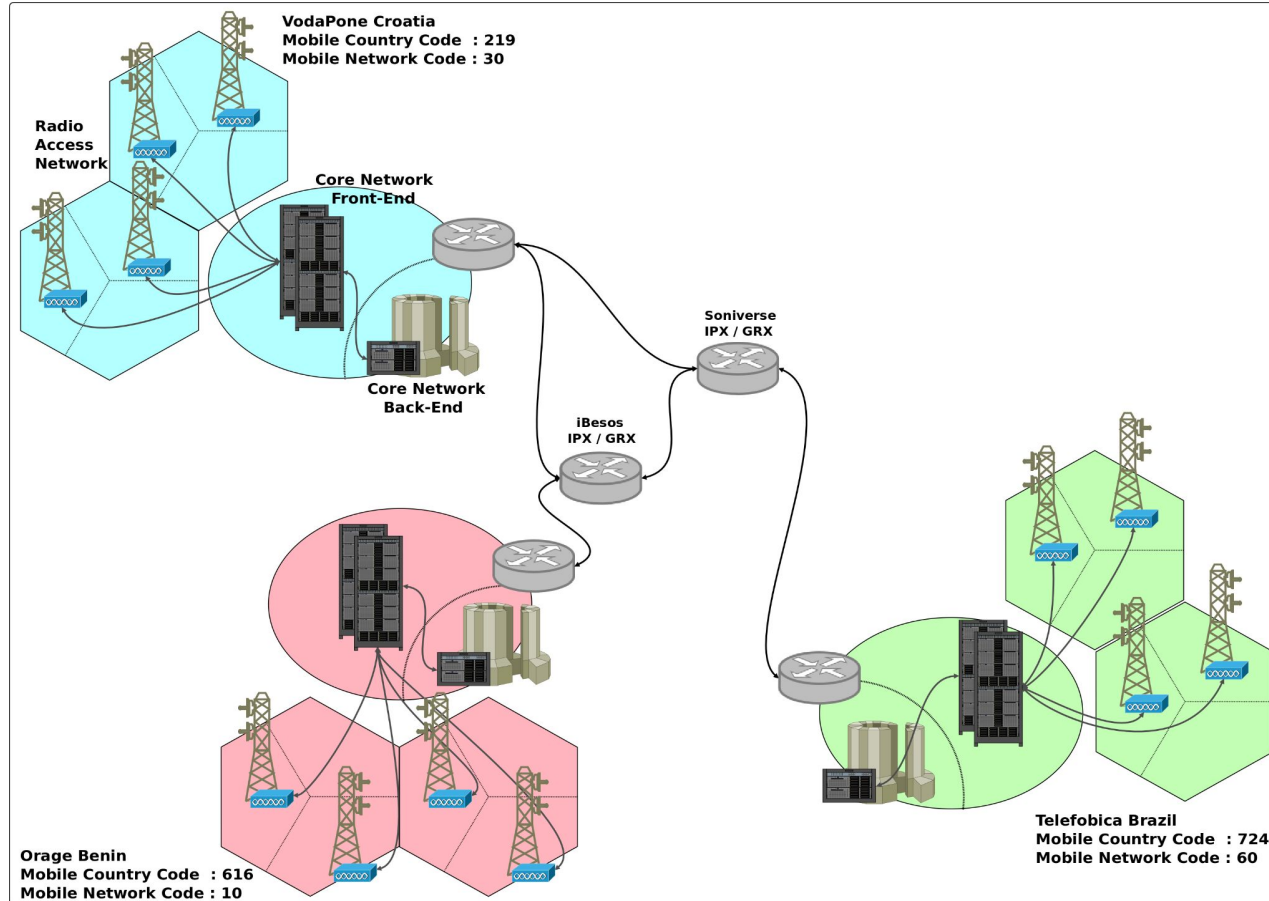 VodaPone Croatia
Mobile Country Code  : 219
Mobile Network Code : 30
Radio
Access
Network
Core Network
Front-End
Core Network
Back-End
Soniverse
IPX / GRX
iBesos
IPX / GRX
Orage Benin
Mobile Country Code  : 616
Mobile Network Code : 10
Telefobica Brazil
Mobile Country Code  : 724
Mobile Network Code : 60